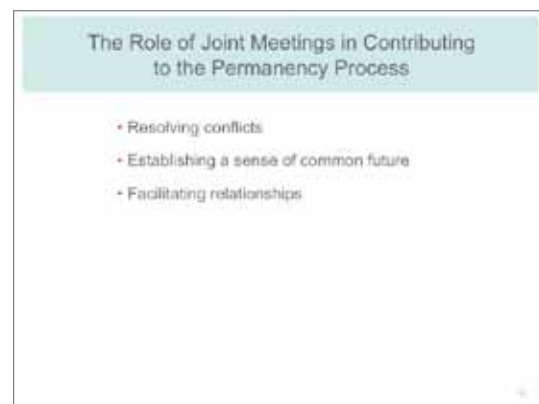 The Role of Joint Meetings in Contributing
to the Permanency Process
• Resolving conflicts
• Establishing a sense of common future
• Facilitating relationships